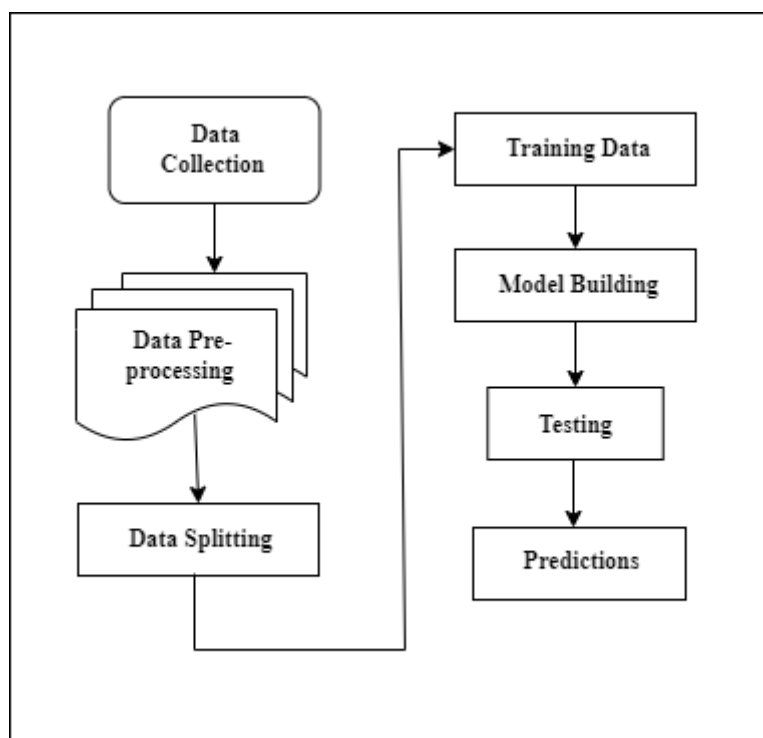 Data
Collection
Data Pre-
processing
Data Splitting
Training Data
Model Building
Testing
Predictions